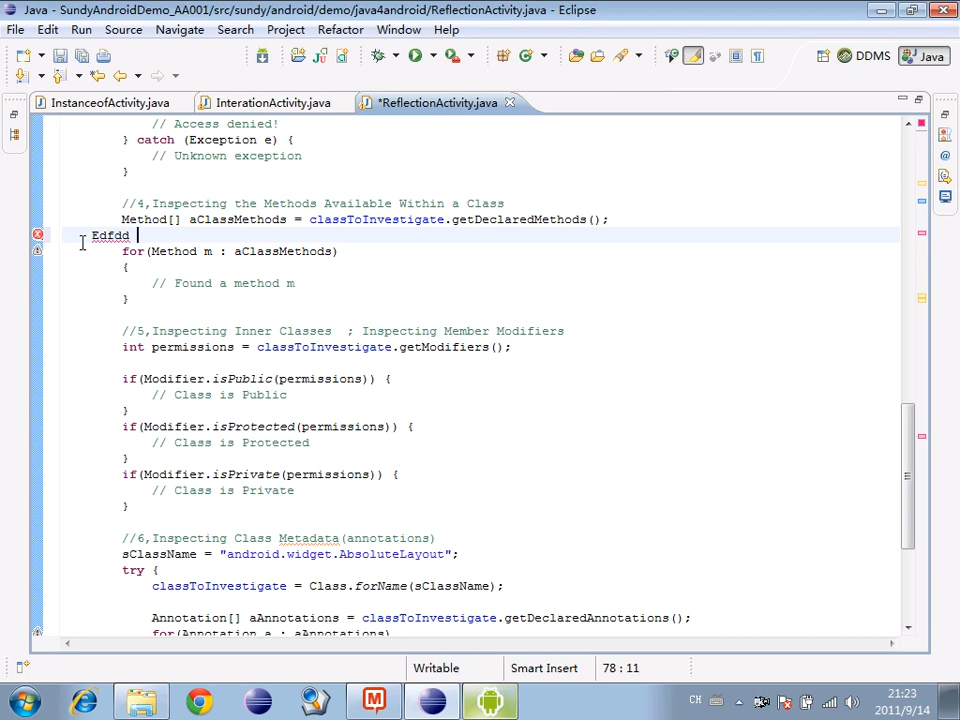 Java - SundyAndroidDemo_AA001/src/sundy/android/demo/java4android/ReflectionActivity.java - Eclipse
File Edit Run Source Navigate Search Project Refactor Window Help
DDMS Java
InstanceofActivity.java InterationActivity.java *ReflectionActivity.java
// Access denied!
} catch (Exception e) {
// Unknown exception
}
//4,Inspecting the Methods Available Within a Class
Method[] aClassMethods = classToInvestigate.getDeclaredMethods();
Edfdd
for(Method m : aClassMethods)
{
// Found a method m
}
//5,Inspecting Inner Classes ; Inspecting Member Modifiers
int permissions = classToInvestigate.getModifiers();
if(Modifier.isPublic(permissions)) {
// Class is Public
}
if(Modifier.isProtected(permissions)) {
// Class is Protected
}
if(Modifier.isPrivate(permissions)) {
// Class is Private
}
//6,Inspecting Class Metadata(annotations)
sClassName = "android.widget.AbsoluteLayout";
try {
classToInvestigate = Class.forName(sClassName);
Annotation[] aAnnotations = classToInvestigate.getDeclaredAnnotations();
for(Annotation a : aAnnotations)
Writable Smart Insert 78 : 11
CH 21:23
2011/9/14